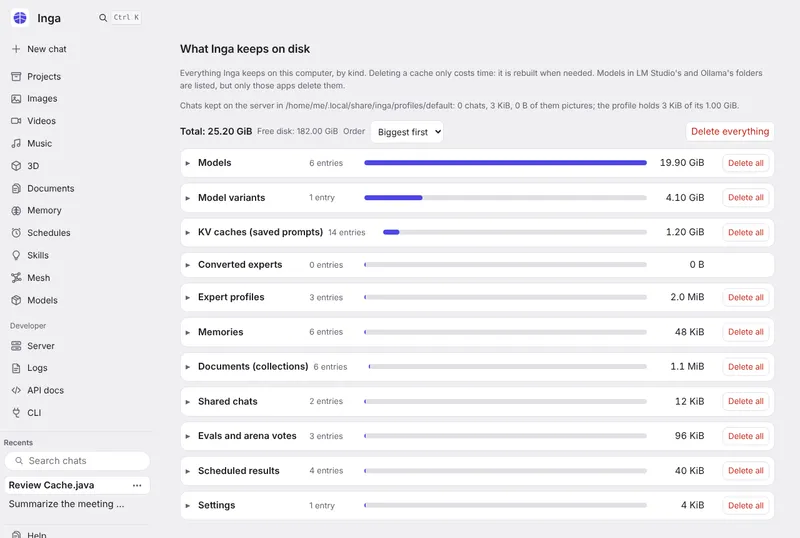 Inga
Ctrl K
New chat
Projects
Images
Videos
Music
3D
Documents
Memory
Schedules
Skills
Mesh
Models
Developer
Server
Logs
API docs
CLI
Recents
Search chats
Review Cache.java
Summarize the meeting ...
Help
What Inga keeps on disk
Everything Inga keeps on this computer, by kind. Deleting a cache only costs time: it is rebuilt when needed. Models in LM Studio's and Ollama's folders
are listed, but only those apps delete them.
Chats kept on the server in /home/me/.local/share/inga/profiles/default: 0 chats, 3 KiB, 0 B of them pictures; the profile holds 3 KiB of its 1.00 GiB.
Total: 25.20 GiB Free disk: 182.00 GiB Order Biggest first Delete everything
Models 6 entries 19.90 GiB Delete all
Model variants 1 entry 4.10 GiB Delete all
KV caches (saved prompts) 14 entries 1.20 GiB Delete all
Converted experts 0 entries 0 B
Expert profiles 3 entries 2.0 MiB Delete all
Memories 6 entries 48 KiB Delete all
Documents (collections) 6 entries 1.1 MiB Delete all
Shared chats 2 entries 12 KiB Delete all
Evals and arena votes 3 entries 96 KiB Delete all
Scheduled results 4 entries 40 KiB Delete all
Settings 1 entry 4 KiB Delete all